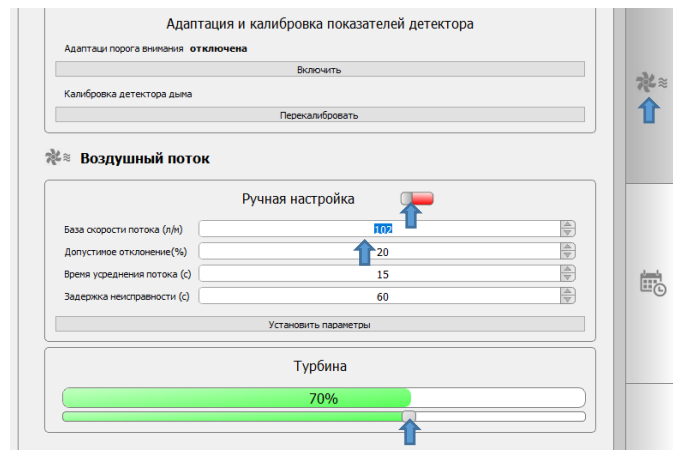 Адаптация и калибровка показателей детектора
Адаптаци порога внимания отключена
Включить
Калибровка детектора дыма
Перекалибровать
Воздушный поток
Ручная настройка
База скорости потока (л/н) 102
Допустимое отклонение(%) 20
Время усреднения потока (с) 15
Задержка неисправности (с) 60
Установить параметры
Турбина
70%